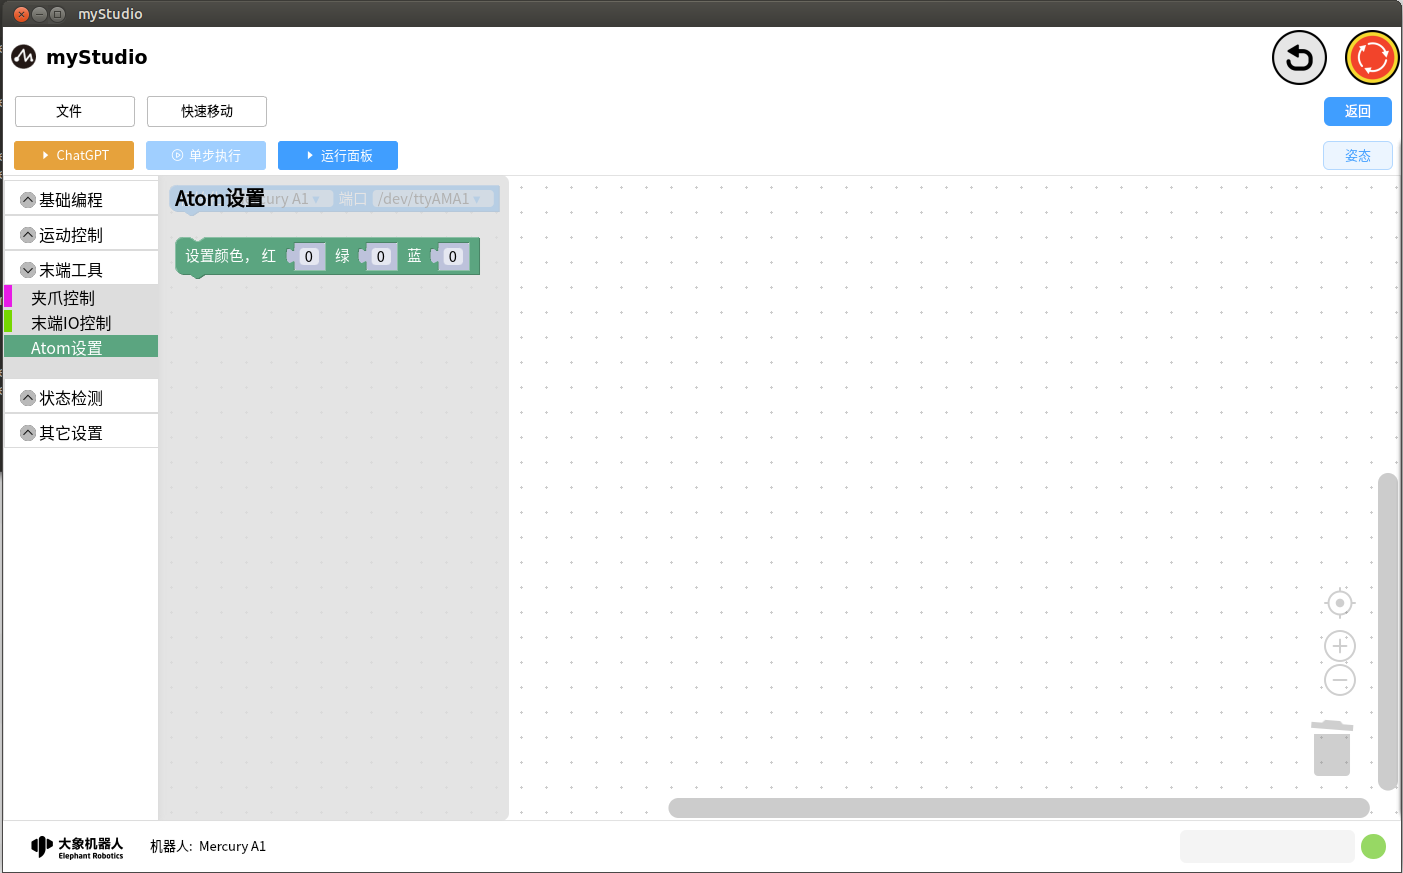 myStudio
myStudio
文件
快速移动
返回
ChatGPT
单步执行
运行面板
姿态
基础编程
运动控制
末端工具
夹爪控制
末端IO控制
Atom设置
状态检测
其它设置
Atom设置
ury A1 端口 /dev/ttyAMA1
设置颜色，红 0 绿 0 蓝 0
大象机器人
Elephant Robotics
机器人: Mercury A1